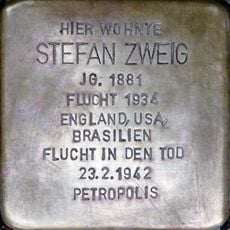 HIER WOHNTE
STEFAN ZWEIG
JG. 1881
FLUCHT 1934
ENGLAND, USA,
BRASILIEN
FLUCHT IN DEN TOD
23.2.1942
PETROPOLIS